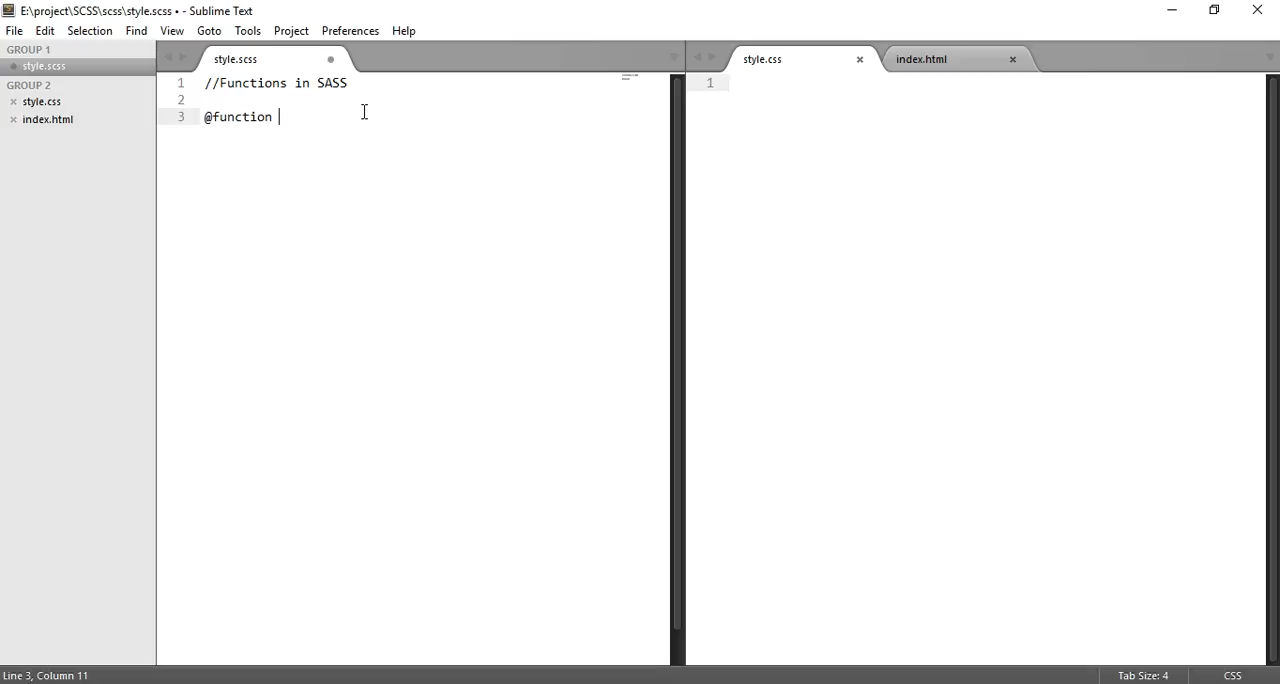 E:\project\SCSS\scss\style.scss • - Sublime Text
File Edit Selection Find View Goto Tools Project Preferences Help
GROUP 1
style.scss
GROUP 2
style.css
index.html
style.scss
1 //Functions in SASS
2
3 @function
style.css
index.html
1
Line 3, Column 11
Tab Size: 4
CSS